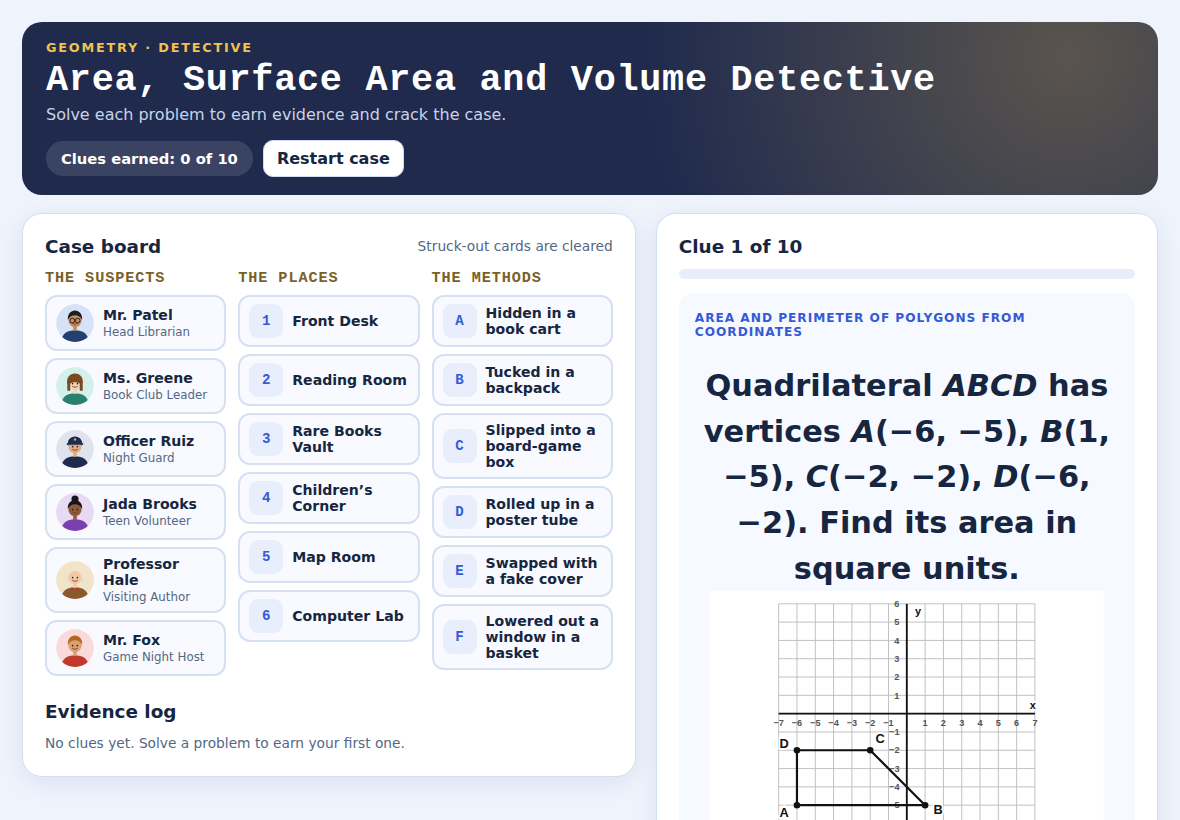 GEOMETRY · DETECTIVE
Area, Surface Area and Volume Detective
Solve each problem to earn evidence and crack the case.
Clues earned: 0 of 10
Restart case
Case board
Struck-out cards are cleared
THE SUSPECTS
Mr. Patel
Head Librarian
Ms. Greene
Book Club Leader
Officer Ruiz
Night Guard
Jada Brooks
Teen Volunteer
Professor
Hale
Visiting Author
Mr. Fox
Game Night Host
THE PLACES
1 Front Desk
2 Reading Room
3 Rare Books
Vault
4 Children’s
Corner
5 Map Room
6 Computer Lab
THE METHODS
A Hidden in a
book cart
B Tucked in a
backpack
C Slipped into a
board-game
box
D Rolled up in a
poster tube
E Swapped with
a fake cover
F Lowered out a
window in a
basket
Evidence log
No clues yet. Solve a problem to earn your first one.
Clue 1 of 10
AREA AND PERIMETER OF POLYGONS FROM
COORDINATES
Quadrilateral ABCD has
vertices A(−6, −5), B(1,
−5), C(−2, −2), D(−6,
−2). Find its area in
square units.
6
y
5
4
3
2
1
x
−7 −6 −5 −4 −3 −2 −1 1 2 3 4 5 6 7
−1
D C −2
−3
−4
−5
A B